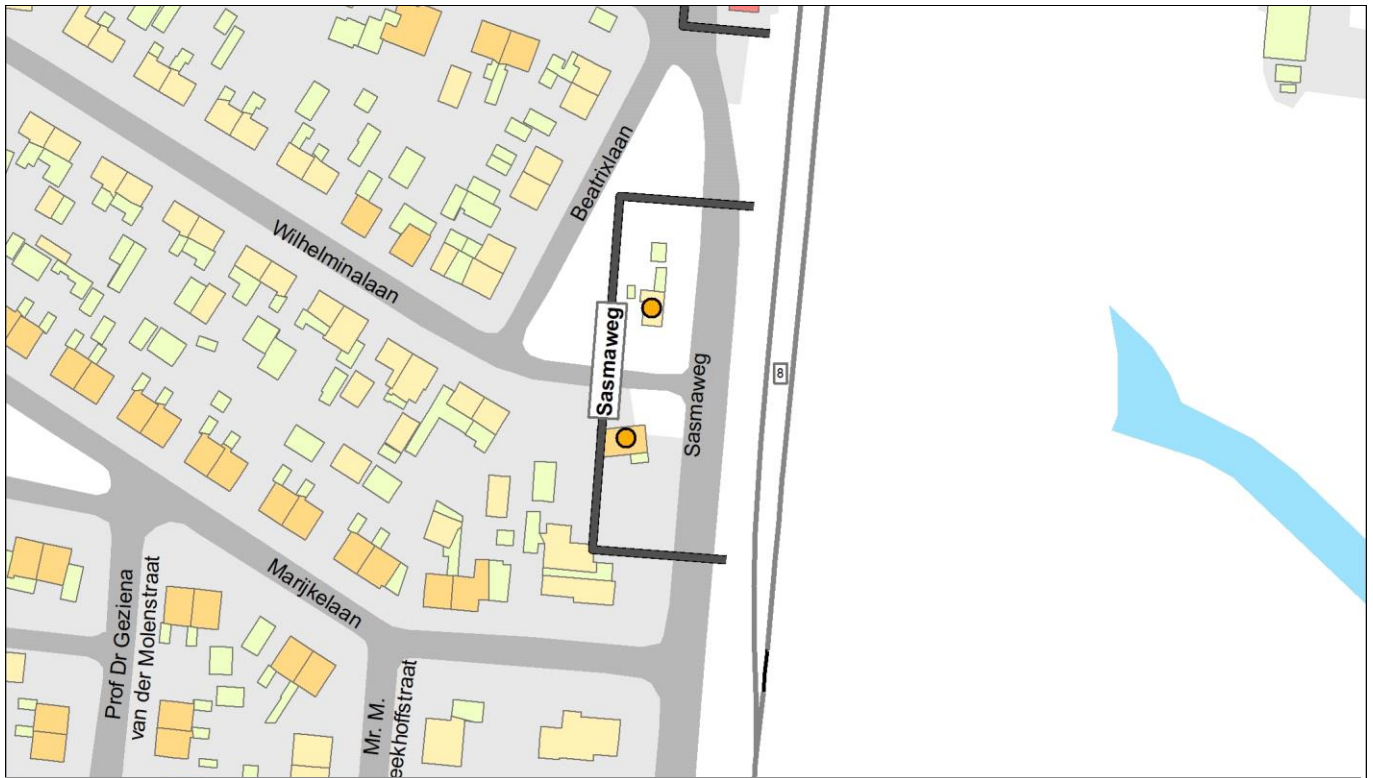 Beatrixlaan
Wilhelminalaan
Sasmaweg
Sasmaweg
8
Marijkelaan
Prof Dr Geziena
van der Molenstraat
Mr. M.
eekhoffstraat